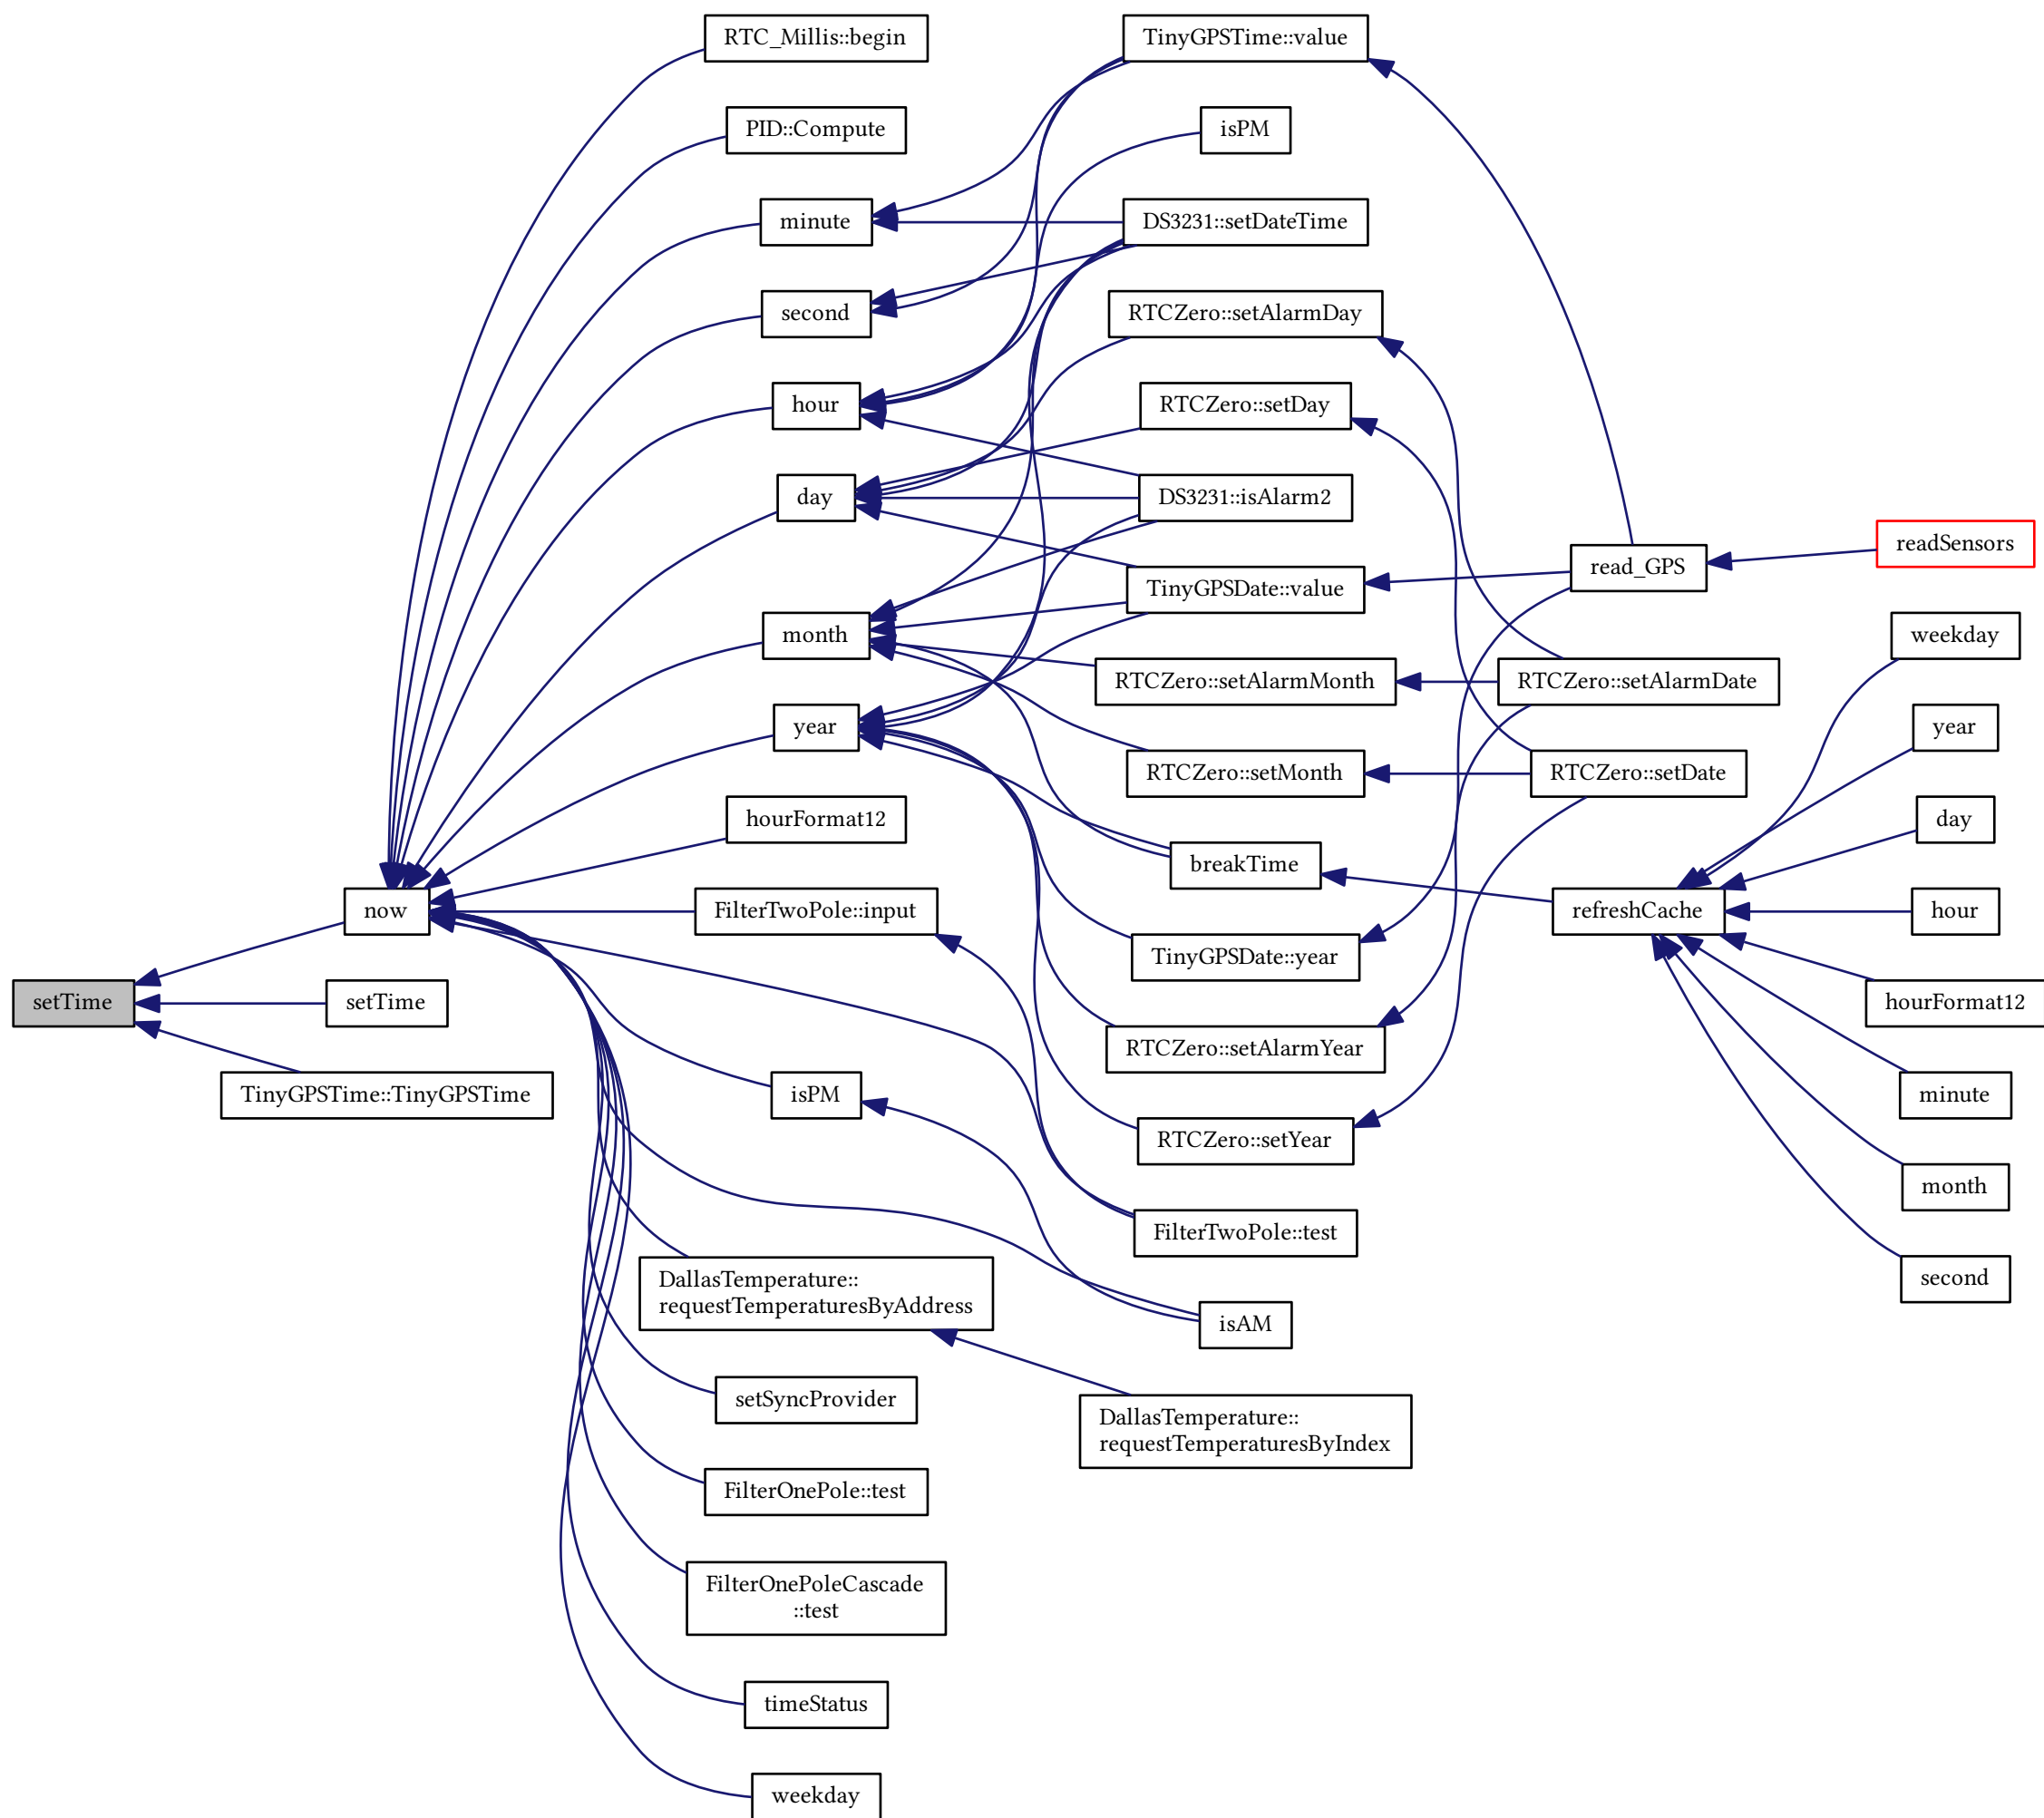 RTC_Millis::begin
PID::Compute
minute
second
hour
day
month
year
hourFormat12
now
FilterTwoPole::input
setTime
setTime
TinyGPSTime::TinyGPSTime
isPM
DallasTemperature::
requestTemperaturesByAddress
setSyncProvider
FilterOnePole::test
FilterOnePoleCascade
::test
timeStatus
weekday
TinyGPSTime::value
isPM
DS3231::setDateTime
RTCZero::setAlarmDay
RTCZero::setDay
DS3231::isAlarm2
TinyGPSDate::value
RTCZero::setAlarmMonth
RTCZero::setMonth
breakTime
TinyGPSDate::year
RTCZero::setAlarmYear
RTCZero::setYear
FilterTwoPole::test
isAM
DallasTemperature::
requestTemperaturesByIndex
read_GPS
RTCZero::setAlarmDate
RTCZero::setDate
refreshCache
readSensors
weekday
year
day
hour
hourFormat12
minute
month
second